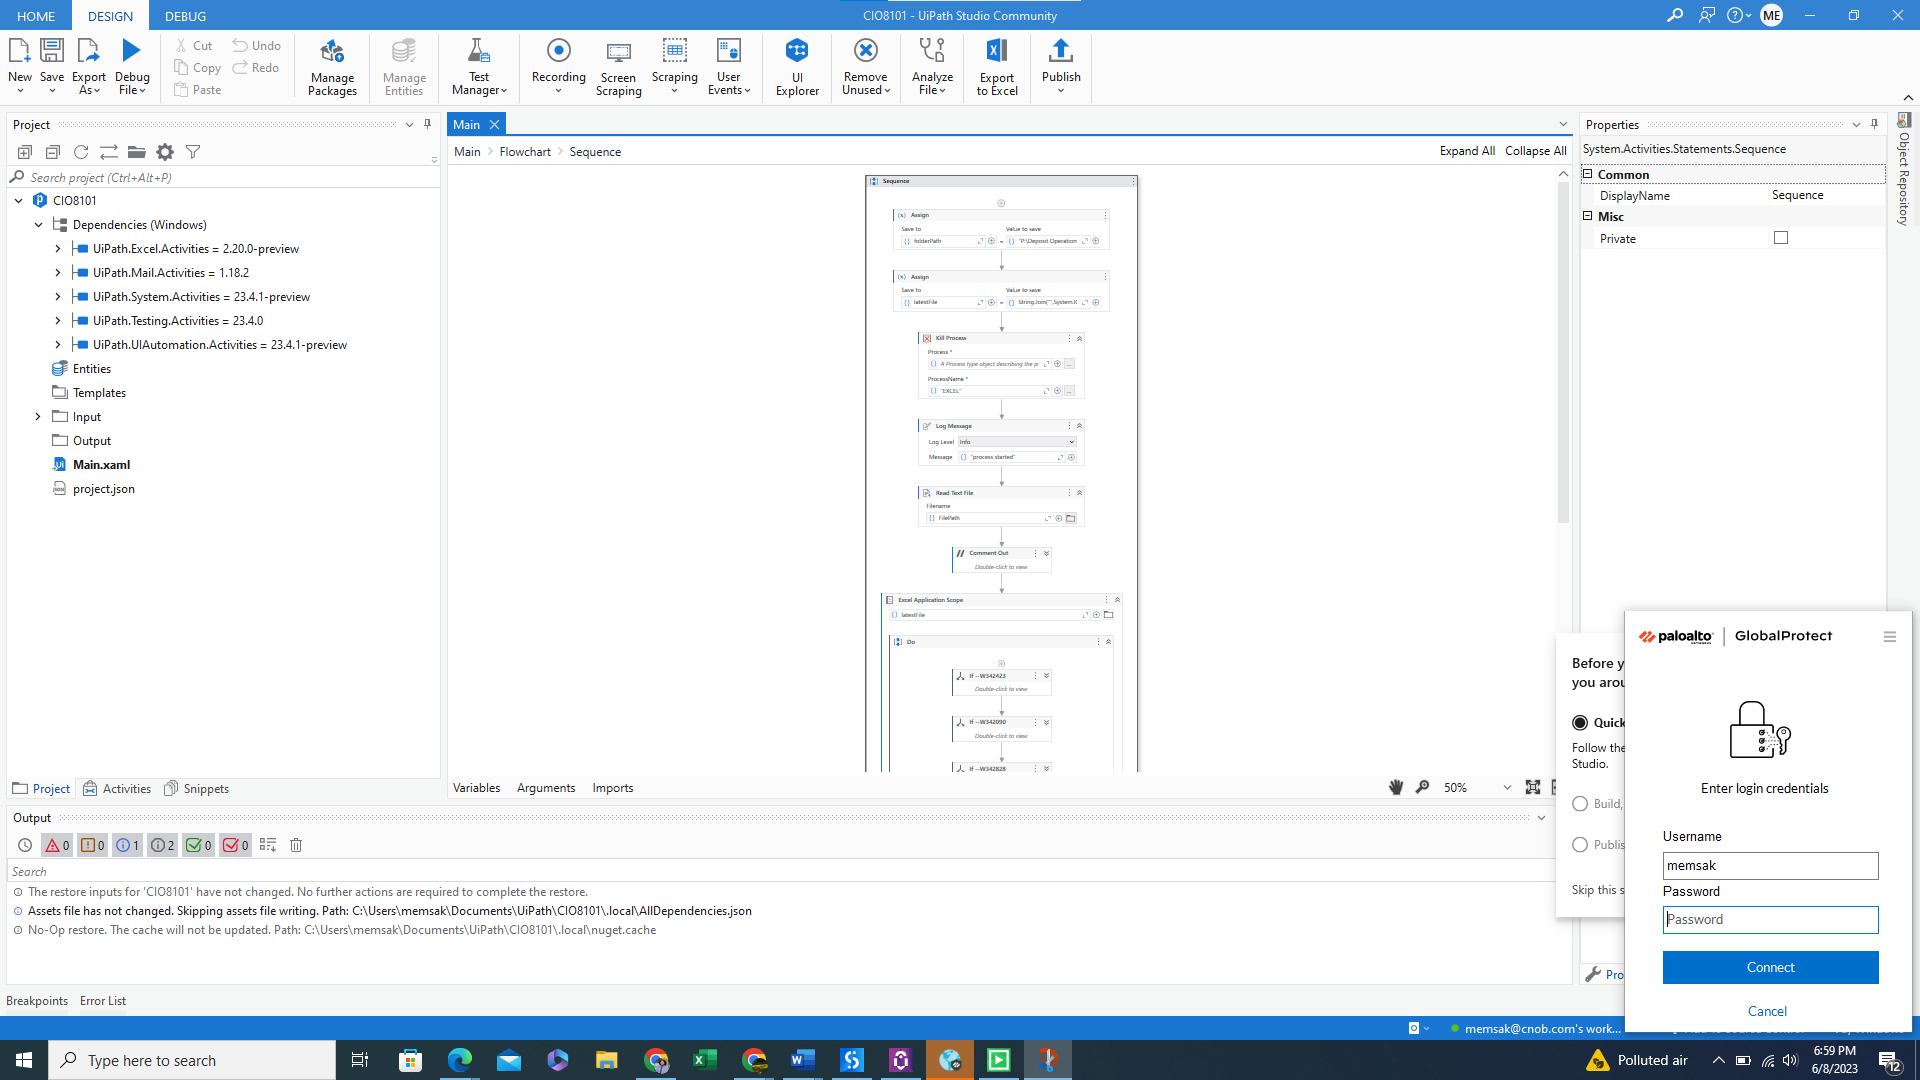 HOME DESIGN DEBUG
CIO8101 - UiPath Studio Community
ME
New
Save
Export As
Debug File
Cut
Copy
Paste
Undo
Redo
Manage Packages
Manage Entities
Test Manager
Recording
Screen Scraping
Scraping
User Events
UI Explorer
Remove Unused
Analyze File
Export to Excel
Publish
Project
Search project (Ctrl+Alt+P)
CIO8101
Dependencies (Windows)
UiPath.Excel.Activities = 2.20.0-preview
UiPath.Mail.Activities = 1.18.2
UiPath.System.Activities = 23.4.1-preview
UiPath.Testing.Activities = 23.4.0
UiPath.UIAutomation.Activities = 23.4.1-preview
Entities
Templates
Input
Output
Main.xaml
project.json
Project Activities Snippets
Main
Main Flowchart Sequence
Expand All Collapse All
Sequence
Assign
Save to Value to save
folderPath = "P:\Deposit Operation
Assign
Save to Value to save
latestFile = String.Join("",System.IO
Kill Process
Process *
A Process type object describing the pr
ProcessName *
"EXCEL"
Log Message
Log Level Info
Message "process started"
Read Text File
Filename
FilePath
Comment Out
Double-click to view
Excel Application Scope
latestFile
Do
If --W342423
Double-click to view
If --W342090
Double-click to view
If --W342828
Variables Arguments Imports
50%
Properties
System.Activities.Statements.Sequence
Common
DisplayName Sequence
Misc
Private
Object Repository
Output
0 0 1 2 0 0
Search
The restore inputs for 'CIO8101' have not changed. No further actions are required to complete the restore.
Assets file has not changed. Skipping assets file writing. Path: C:\Users\memsak\Documents\UiPath\CIO8101\.local\AllDependencies.json
No-Op restore. The cache will not be updated. Path: C:\Users\memsak\Documents\UiPath\CIO8101\.local\nuget.cache
Breakpoints Error List
Before y
you arou
Quick
Follow the
Studio.
Build,
Publis
Skip this s
Pro
paloalto GlobalProtect
Enter login credentials
Username
memsak
Password
Password
Connect
Cancel
memsak@cnob.com's work...
Type here to search
Polluted air
6:59 PM
6/8/2023
12